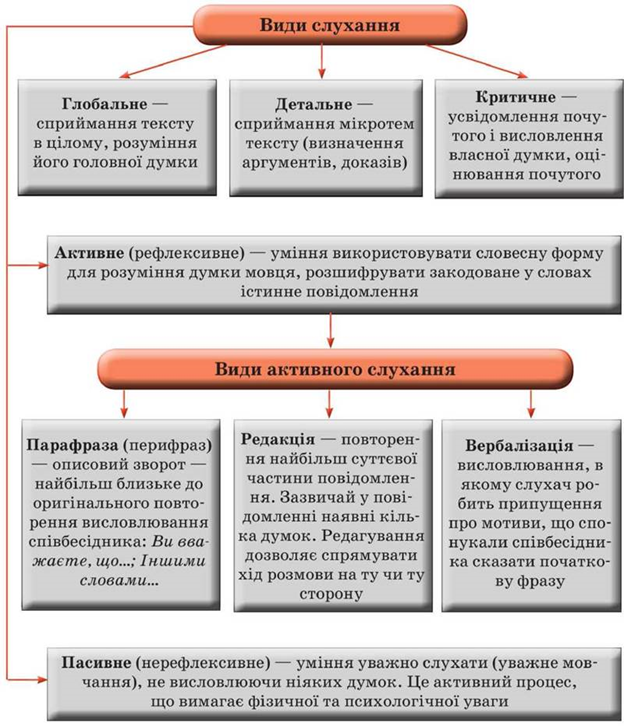 Види слухання
Глобальне —
сприймання тексту
в цілому, розуміння
його головної думки
Детальне —
сприймання мікротем
тексту (визначення
аргументів, доказів)
Критичне —
усвідомлення почу-
того і висловлення
власної думки, оці-
нювання почутого
Активне (рефлексивне) — уміння використовувати словесну форму
для розуміння думки мовця, розшифрувати закодоване у словах
істинне повідомлення
Види активного слухання
Парафраза (перифраз)
— описовий зворот —
найбільш близьке до
оригінального повто-
рення висловлювання
співбесідника: Ви вва-
жаєте, що...; Іншими
словами...
Редакція — повторен-
ня найбільш суттєвої
частини повідомлен-
ня. Зазвичай у пові-
домленні наявні кіль-
ка думок. Редагування
дозволяє спрямувати
хід розмови на ту чи ту
сторону
Вербалізація —
висловлювання, в
якому слухач ро-
бить припущення
про мотиви, що спо-
нукали співбесідни-
ка сказати початко-
ву фразу
Пасивне (нерефлексивне) — уміння уважно слухати (уважне мов-
чання), не висловлюючи ніяких думок. Це активний процес,
що вимагає фізичної та психологічної уваги